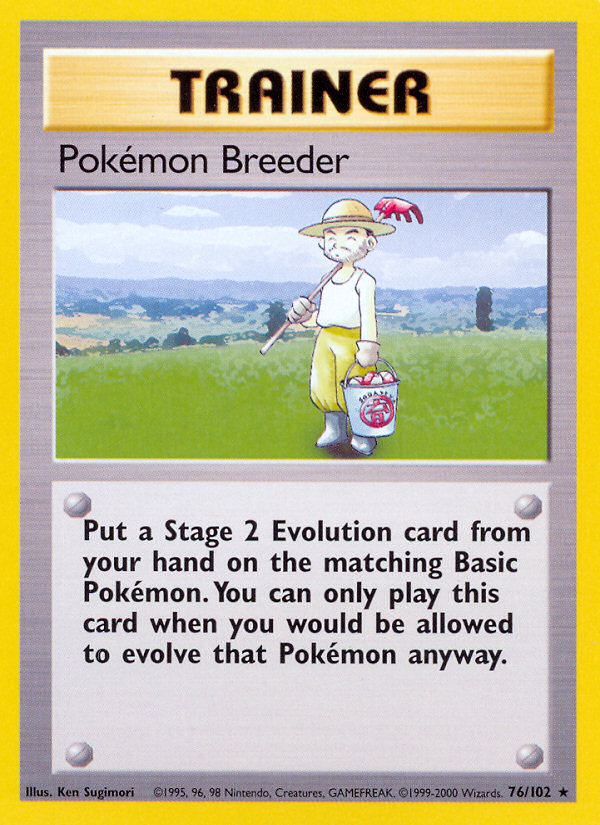 TRAINER
Pokémon Breeder
Put a Stage 2 Evolution card from
your hand on the matching Basic
Pokémon. You can only play this
card when you would be allowed
to evolve that Pokémon anyway.
Illus. Ken Sugimori ©1995, 96, 98 Nintendo, Creatures, GAMEFREAK. ©1999-2000 Wizards. 76/102 ★